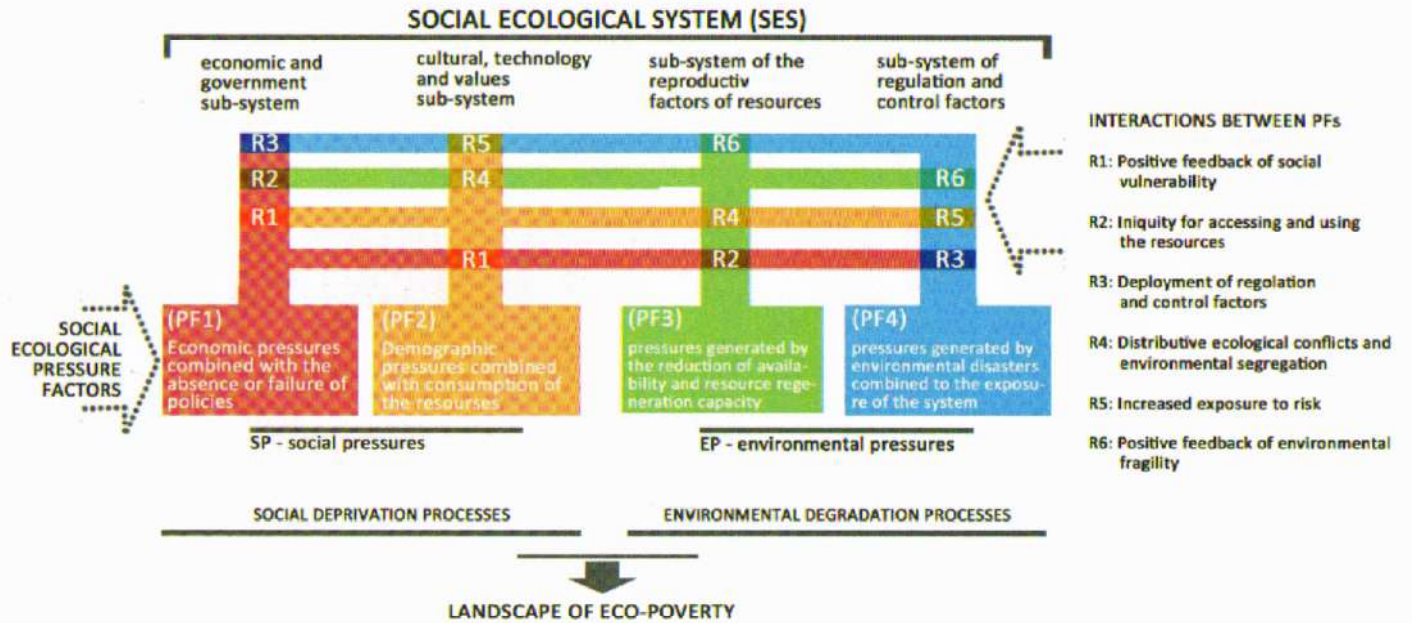 SOCIAL ECOLOGICAL SYSTEM (SES)
economic and
government
sub-system
cultural, technology
and values
sub-system
sub-system of the
reproductiv
factors of resources
sub-system of
regulation and
control factors
R3
R5
R6
R2
R4
R6
R1
R4
R5
R1
R2
R3
SOCIAL
ECOLOGICAL
PRESSURE
FACTORS
(PF1)
Economic pressures
combined with the
absence or failure of
policies
(PF2)
Demographic
pressures combined
with consumption of
the resourses
(PF3)
pressures generated by
the reduction of availa-
bility and resource rege-
neration capacity
(PF4)
pressures generated by
environmental disasters
combined to the exposu-
re of the system
SP - social pressures
EP - environmental pressures
SOCIAL DEPRIVATION PROCESSES
ENVIRONMENTAL DEGRADATION PROCESSES
LANDSCAPE OF ECO-POVERTY
INTERACTIONS BETWEEN PFs
R1: Positive feedback of social
vulnerability
R2: Iniquity for accessing and using
the resources
R3: Deployment of regolation
and control factors
R4: Distributive ecological conflicts and
environmental segregation
R5: Increased exposure to risk
R6: Positive feedback of environmental
fragility